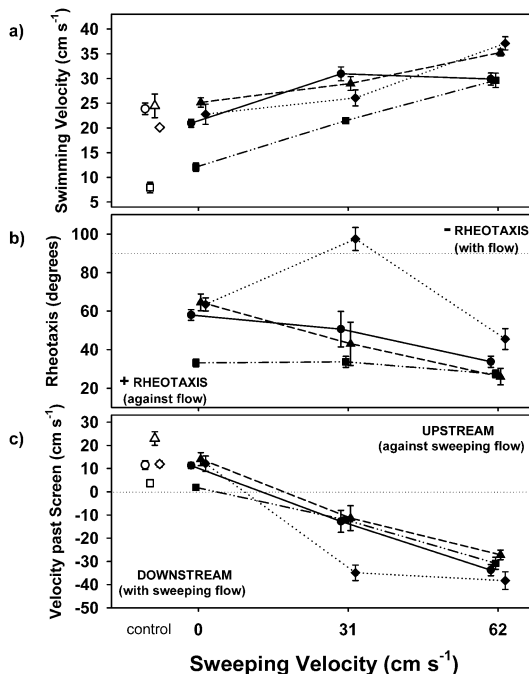 a)
Swimming Velocity (cm s⁻¹)
40
35
30
25
20
15
10
5
b)
Rheotaxis (degrees)
100
80
60
40
20
- RHEOTAXIS
(with flow)
+ RHEOTAXIS
(against flow)
c)
Velocity past Screen (cm s⁻¹)
30
20
10
0
-10
-20
-30
-40
-50
UPSTREAM
(against sweeping flow)
DOWNSTREAM
(with sweeping flow)
control
0
31
62
Sweeping Velocity (cm s⁻¹)